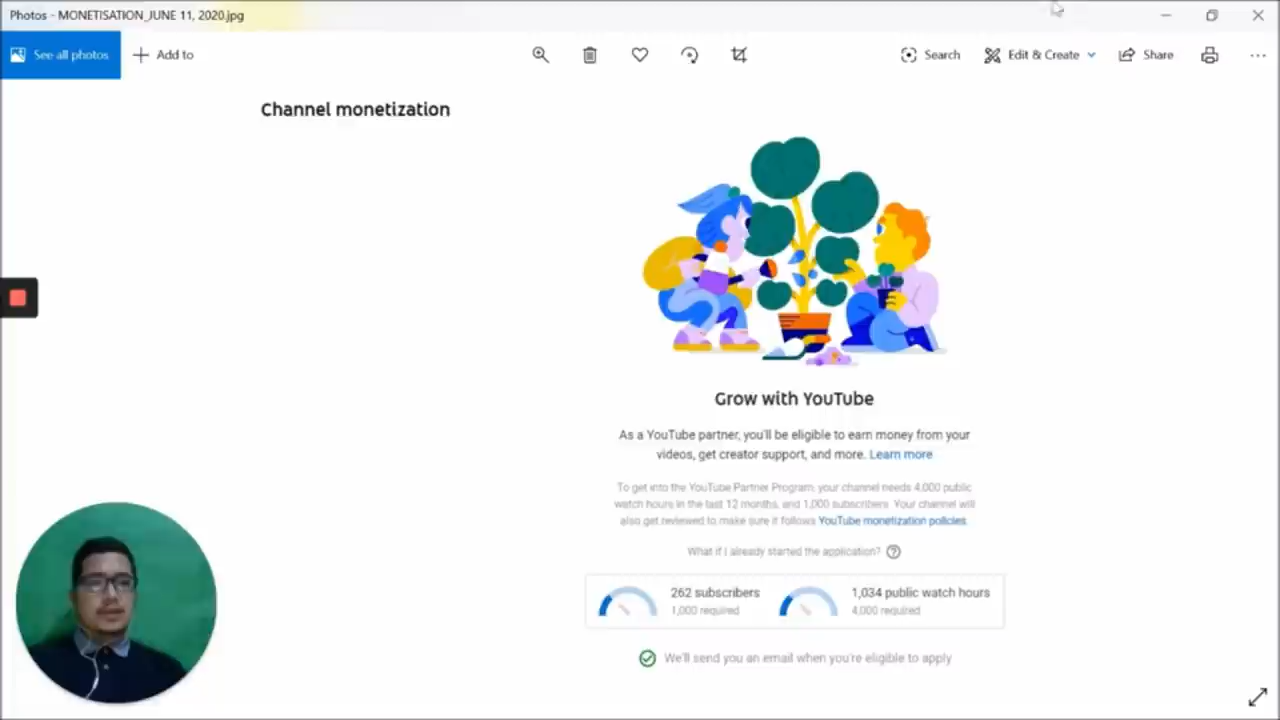 Photos - MONETISATION_JUNE 11, 2020.jpg
See all photos
Add to
Search
Edit & Create
Share
Channel monetization
Grow with YouTube
As a YouTube partner, you'll be eligible to earn money from your
videos, get creator support, and more. Learn more
To get into the YouTube Partner Program, your channel needs 4,000 public
watch hours in the last 12 months, and 1,000 subscribers. Your channel will
also get reviewed to make sure it follows YouTube monetization policies.
What if I already started the application? ?
262 subscribers
1,000 required
1,034 public watch hours
4,000 required
We'll send you an email when you're eligible to apply